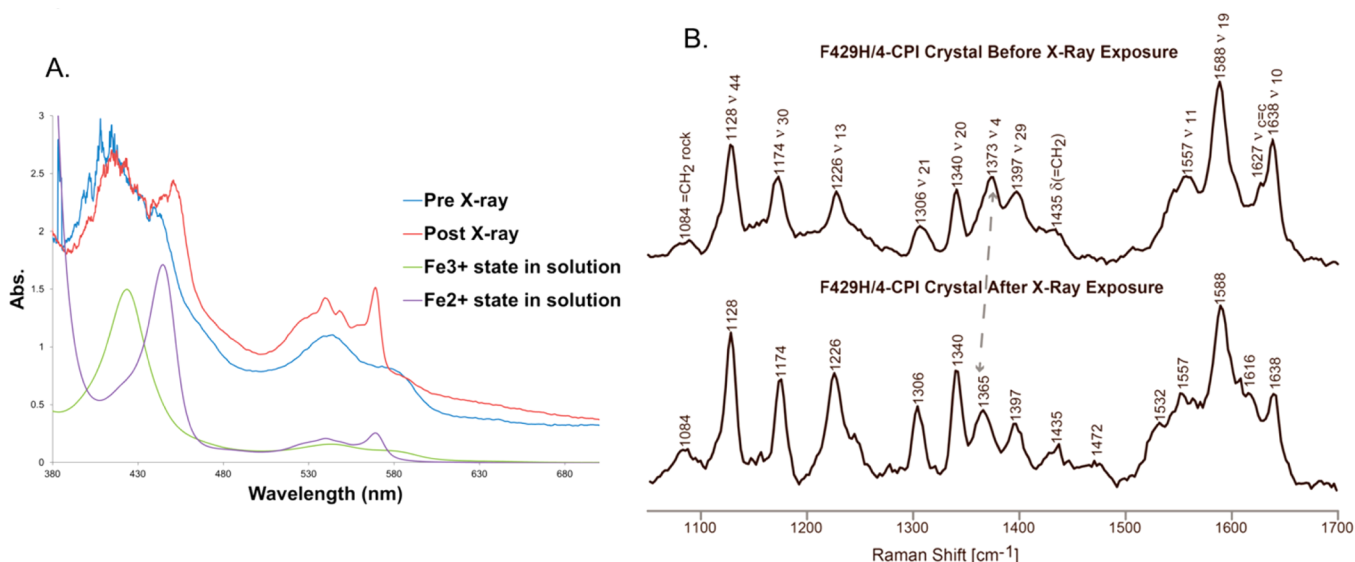 A.
3
2.5
2
1.5
1
0.5
0
Abs.
380
430
480
530
580
630
680
Wavelength (nm)
Pre X-ray
Post X-ray
Fe3+ state in solution
Fe2+ state in solution
B.
F429H/4-CPI Crystal Before X-Ray Exposure
1084 =CH2 rock
1128 ν 44
1174 ν 30
1226 ν 13
1306 ν 21
1340 ν 20
1373 ν 4
1397 ν 29
1435 δ(=CH2)
1557 ν 11
1588 ν 19
1627 ν c=c
1638 ν 10
F429H/4-CPI Crystal After X-Ray Exposure
1084
1128
1174
1226
1306
1340
1365
1397
1435
1472
1532
1557
1588
1616
1638
1100
1200
1300
1400
1500
1600
1700
Raman Shift [cm-1]